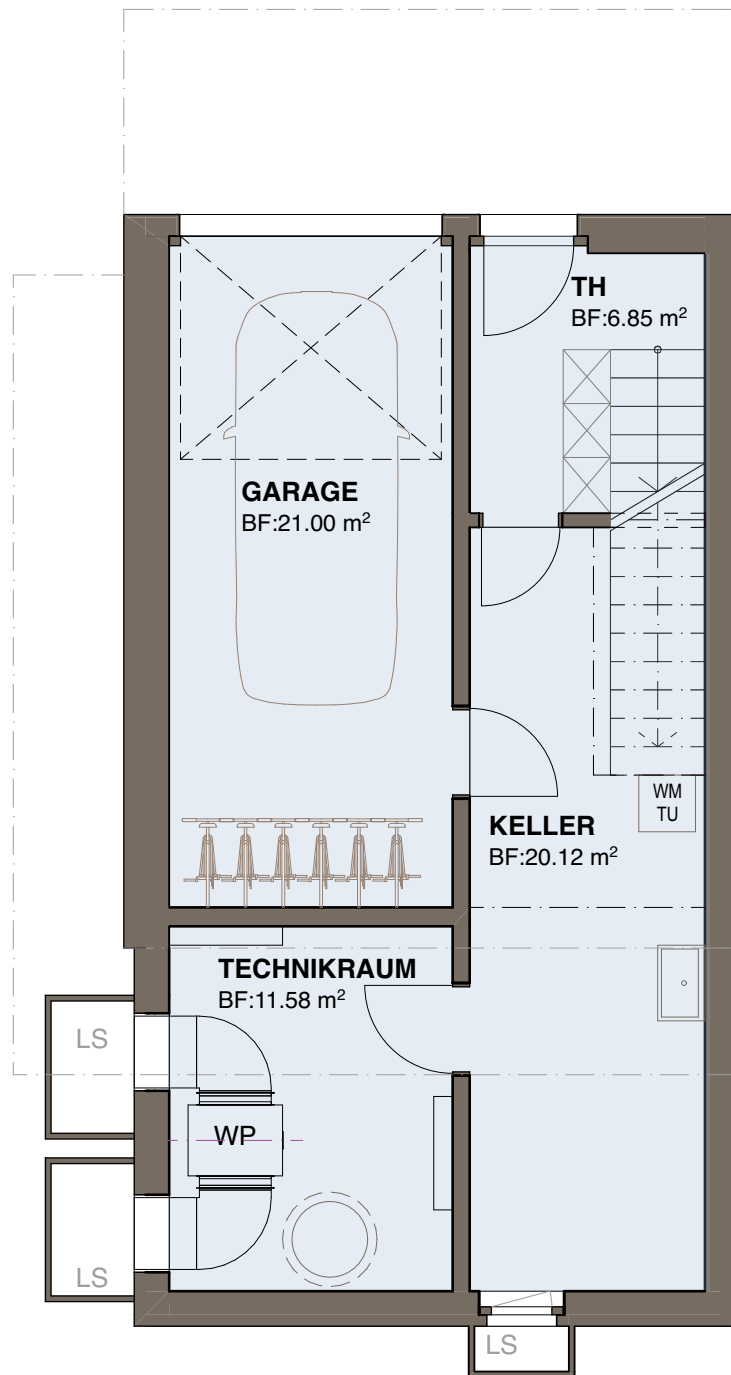 TH
BF:6.85 m²
GARAGE
BF:21.00 m²
WM
TU
KELLER
BF:20.12 m²
TECHNIKRAUM
BF:11.58 m²
LS
WP
LS
LS